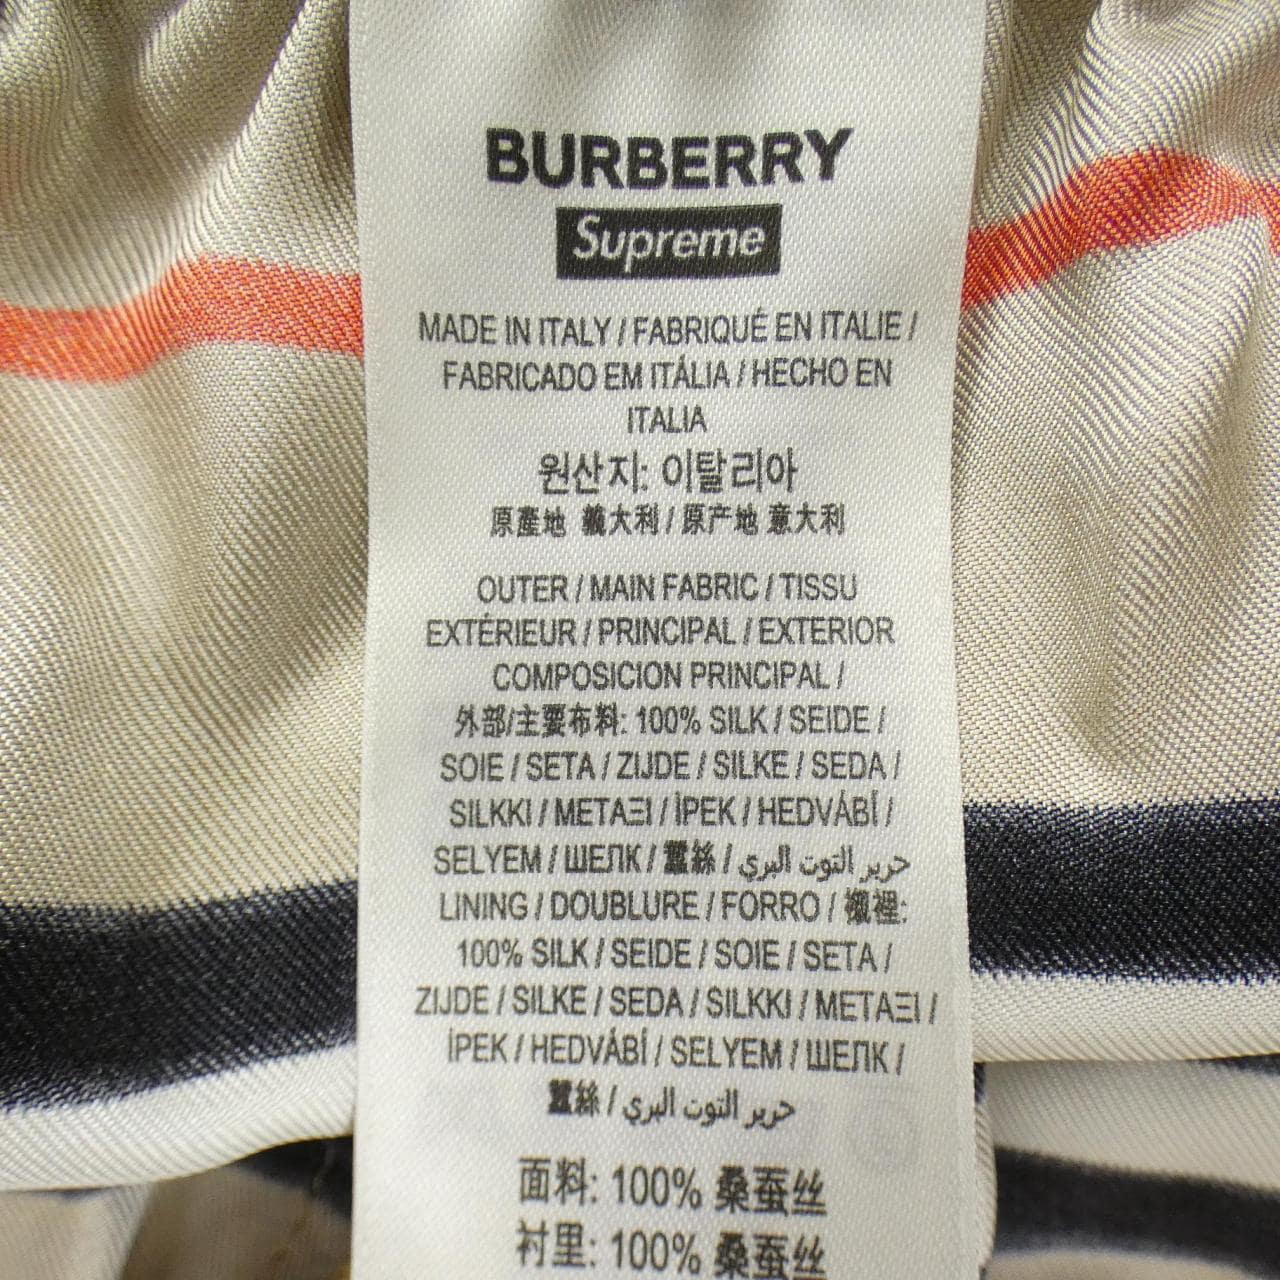 BURBERRY
Supreme
MADE IN ITALY / FABRIQUÉ EN ITALIE /
FABRICADO EM ITÁLIA / HECHO EN
ITALIA
원산지: 이탈리아
原產地 義大利 / 原产地 意大利
OUTER / MAIN FABRIC / TISSU
EXTÉRIEUR / PRINCIPAL / EXTERIOR
COMPOSICION PRINCIPAL /
外部/主要布料: 100% SILK / SEIDE /
SOIE / SETA / ZIJDE / SILKE / SEDA /
SILKKI / ΜΕΤΑΞΙ / İPEK / HEDVÁBÍ /
SELYEM / ШЕЛК / 蠶絲 / حرير التوت البري
LINING / DOUBLURE / FORRO / 襯裡:
100% SILK / SEIDE / SOIE / SETA /
ZIJDE / SILKE / SEDA / SILKKI / ΜΕΤΑΞΙ /
İPEK / HEDVÁBÍ / SELYEM / ШЕЛК /
蠶絲 / حرير التوت البري
面料: 100% 桑蚕丝
衬里: 100% 桑蚕丝